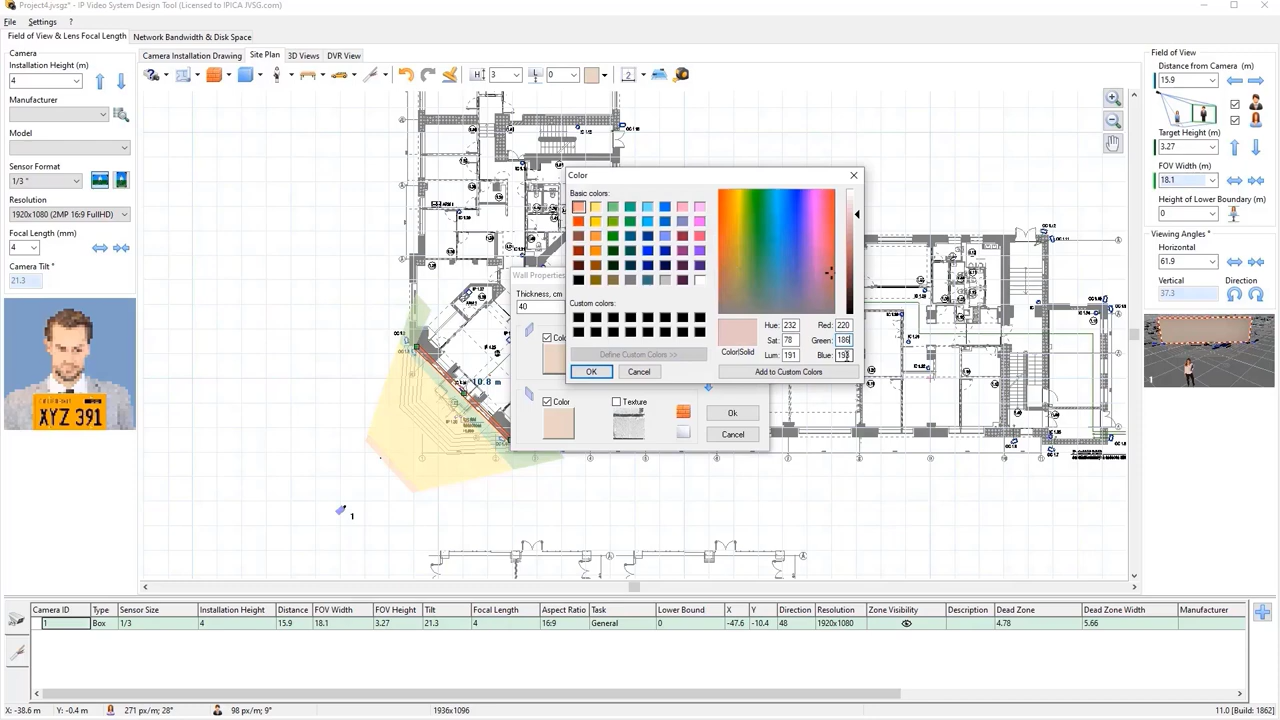 Project4.jvsgz* - IP Video System Design Tool (Licensed to IPICA JVSG.com)
File Settings ?
Field of View & Lens Focal Length Network Bandwidth & Disk Space
Camera
Installation Height (m)
4
Manufacturer
Model
Sensor Format
1/3 "
Resolution
1920x1080 (2MP 16:9 FullHD)
Focal Length (mm)
4
Camera Tilt °
21.3
XYZ 391
Camera Installation Drawing Site Plan 3D Views DVR View
H 3 0 2
10.8 m
1
Wall Properties
Thickness, cm
40
Color
Color Texture
Ok
Cancel
Color
Basic colors:
Custom colors:
Define Custom Colors >>
OK Cancel
Color|Solid
Hue: 232 Red: 220
Sat: 78 Green: 186
Lum: 191 Blue: 193
Add to Custom Colors
Field of View
Distance from Camera (m)
15.9
Target Height (m)
3.27
FOV Width (m)
18.1
Height of Lower Boundary (m)
0
Viewing Angles °
Horizontal
61.9
Vertical Direction
37.3
1
Camera ID Type Sensor Size Installation Height Distance FOV Width FOV Height Tilt Focal Length Aspect Ratio Task Lower Bound X Y Direction Resolution Zone Visibility Description Dead Zone Dead Zone Width Manufacturer
1 Box 1/3 4 15.9 18.1 3.27 21.3 4 16:9 General 0 -47.6 -10.4 48 1920x1080 4.78 5.66
X: -38.6 m Y: -0.4 m 271 px/m; 28° 98 px/m; 9° 1936x1096 11.0 [Build: 1862]